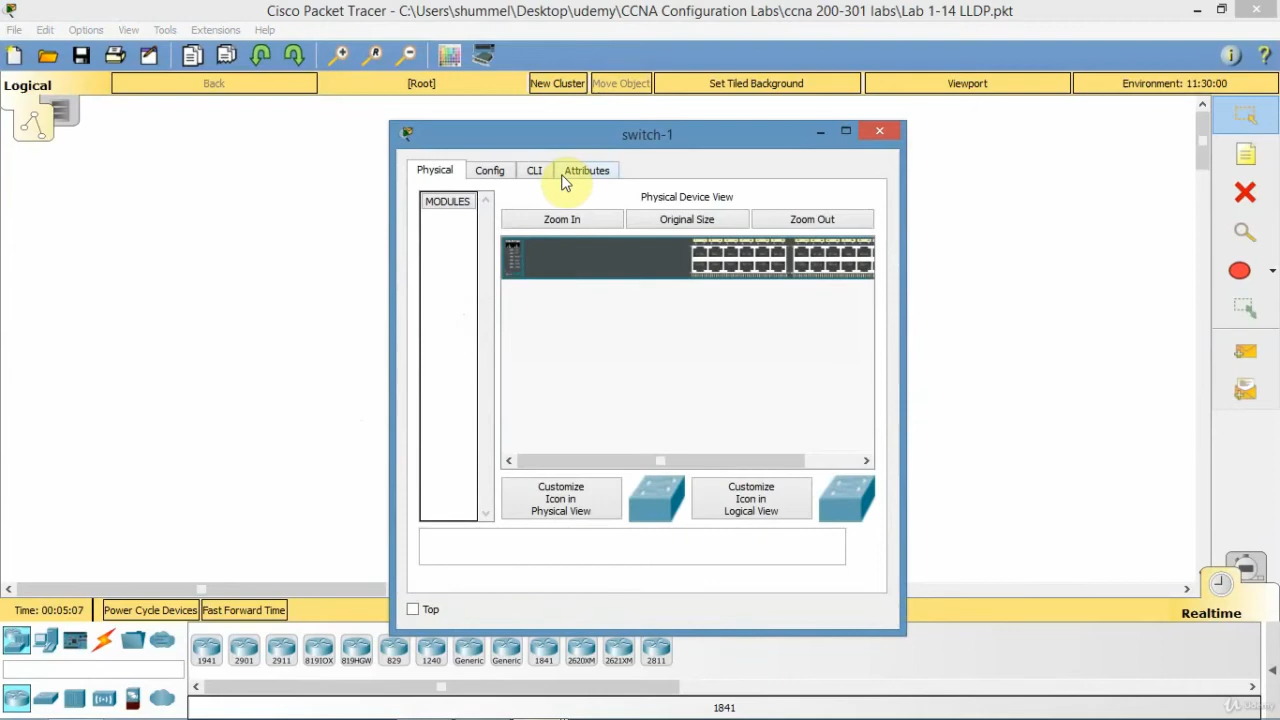 Cisco Packet Tracer - C:\Users\shummel\Desktop\udemy\CCNA Configuration Labs\ccna 200-301 labs\Lab 1-14 LLDP.pkt
File Edit Options View Tools Extensions Help
Logical Back [Root] New Cluster Move Object Set Tiled Background Viewport Environment: 11:30:00
switch-1
Physical Config CLI Attributes
MODULES
Physical Device View
Zoom In Original Size Zoom Out
Customize
Icon in
Physical View
Customize
Icon in
Logical View
Top
Time: 00:05:07 Power Cycle Devices Fast Forward Time
Realtime
1941 2901 2911 819IOX 819HGW 829 1240 Generic Generic 1841 2620XM 2621XM 2811
1841
Udemy